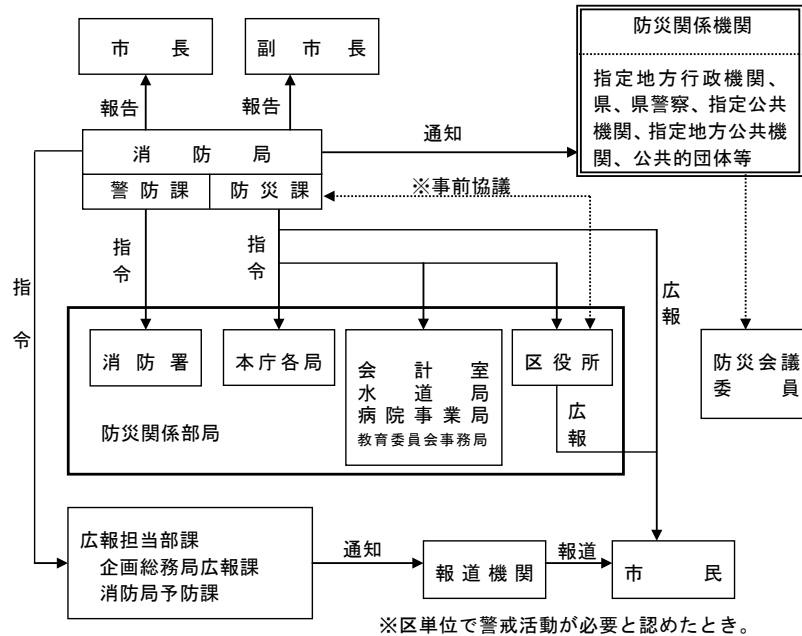 市長
副市長
防災関係機関
指定地方行政機関、
県、県警察、指定公共
機関、指定地方公共機
関、公共的団体等
報告
報告
消防局
通知
警防課
防災課
※事前協議
指令
指令
指令
広報
消防署
本庁各局
会計室
水道局
病院事業局
教育委員会事務局
区役所
防災会議
委員
広報
防災関係部局
広報担当部課
企画総務局広報課
消防局予防課
通知
報道機関
報道
市民
※区単位で警戒活動が必要と認めたとき。